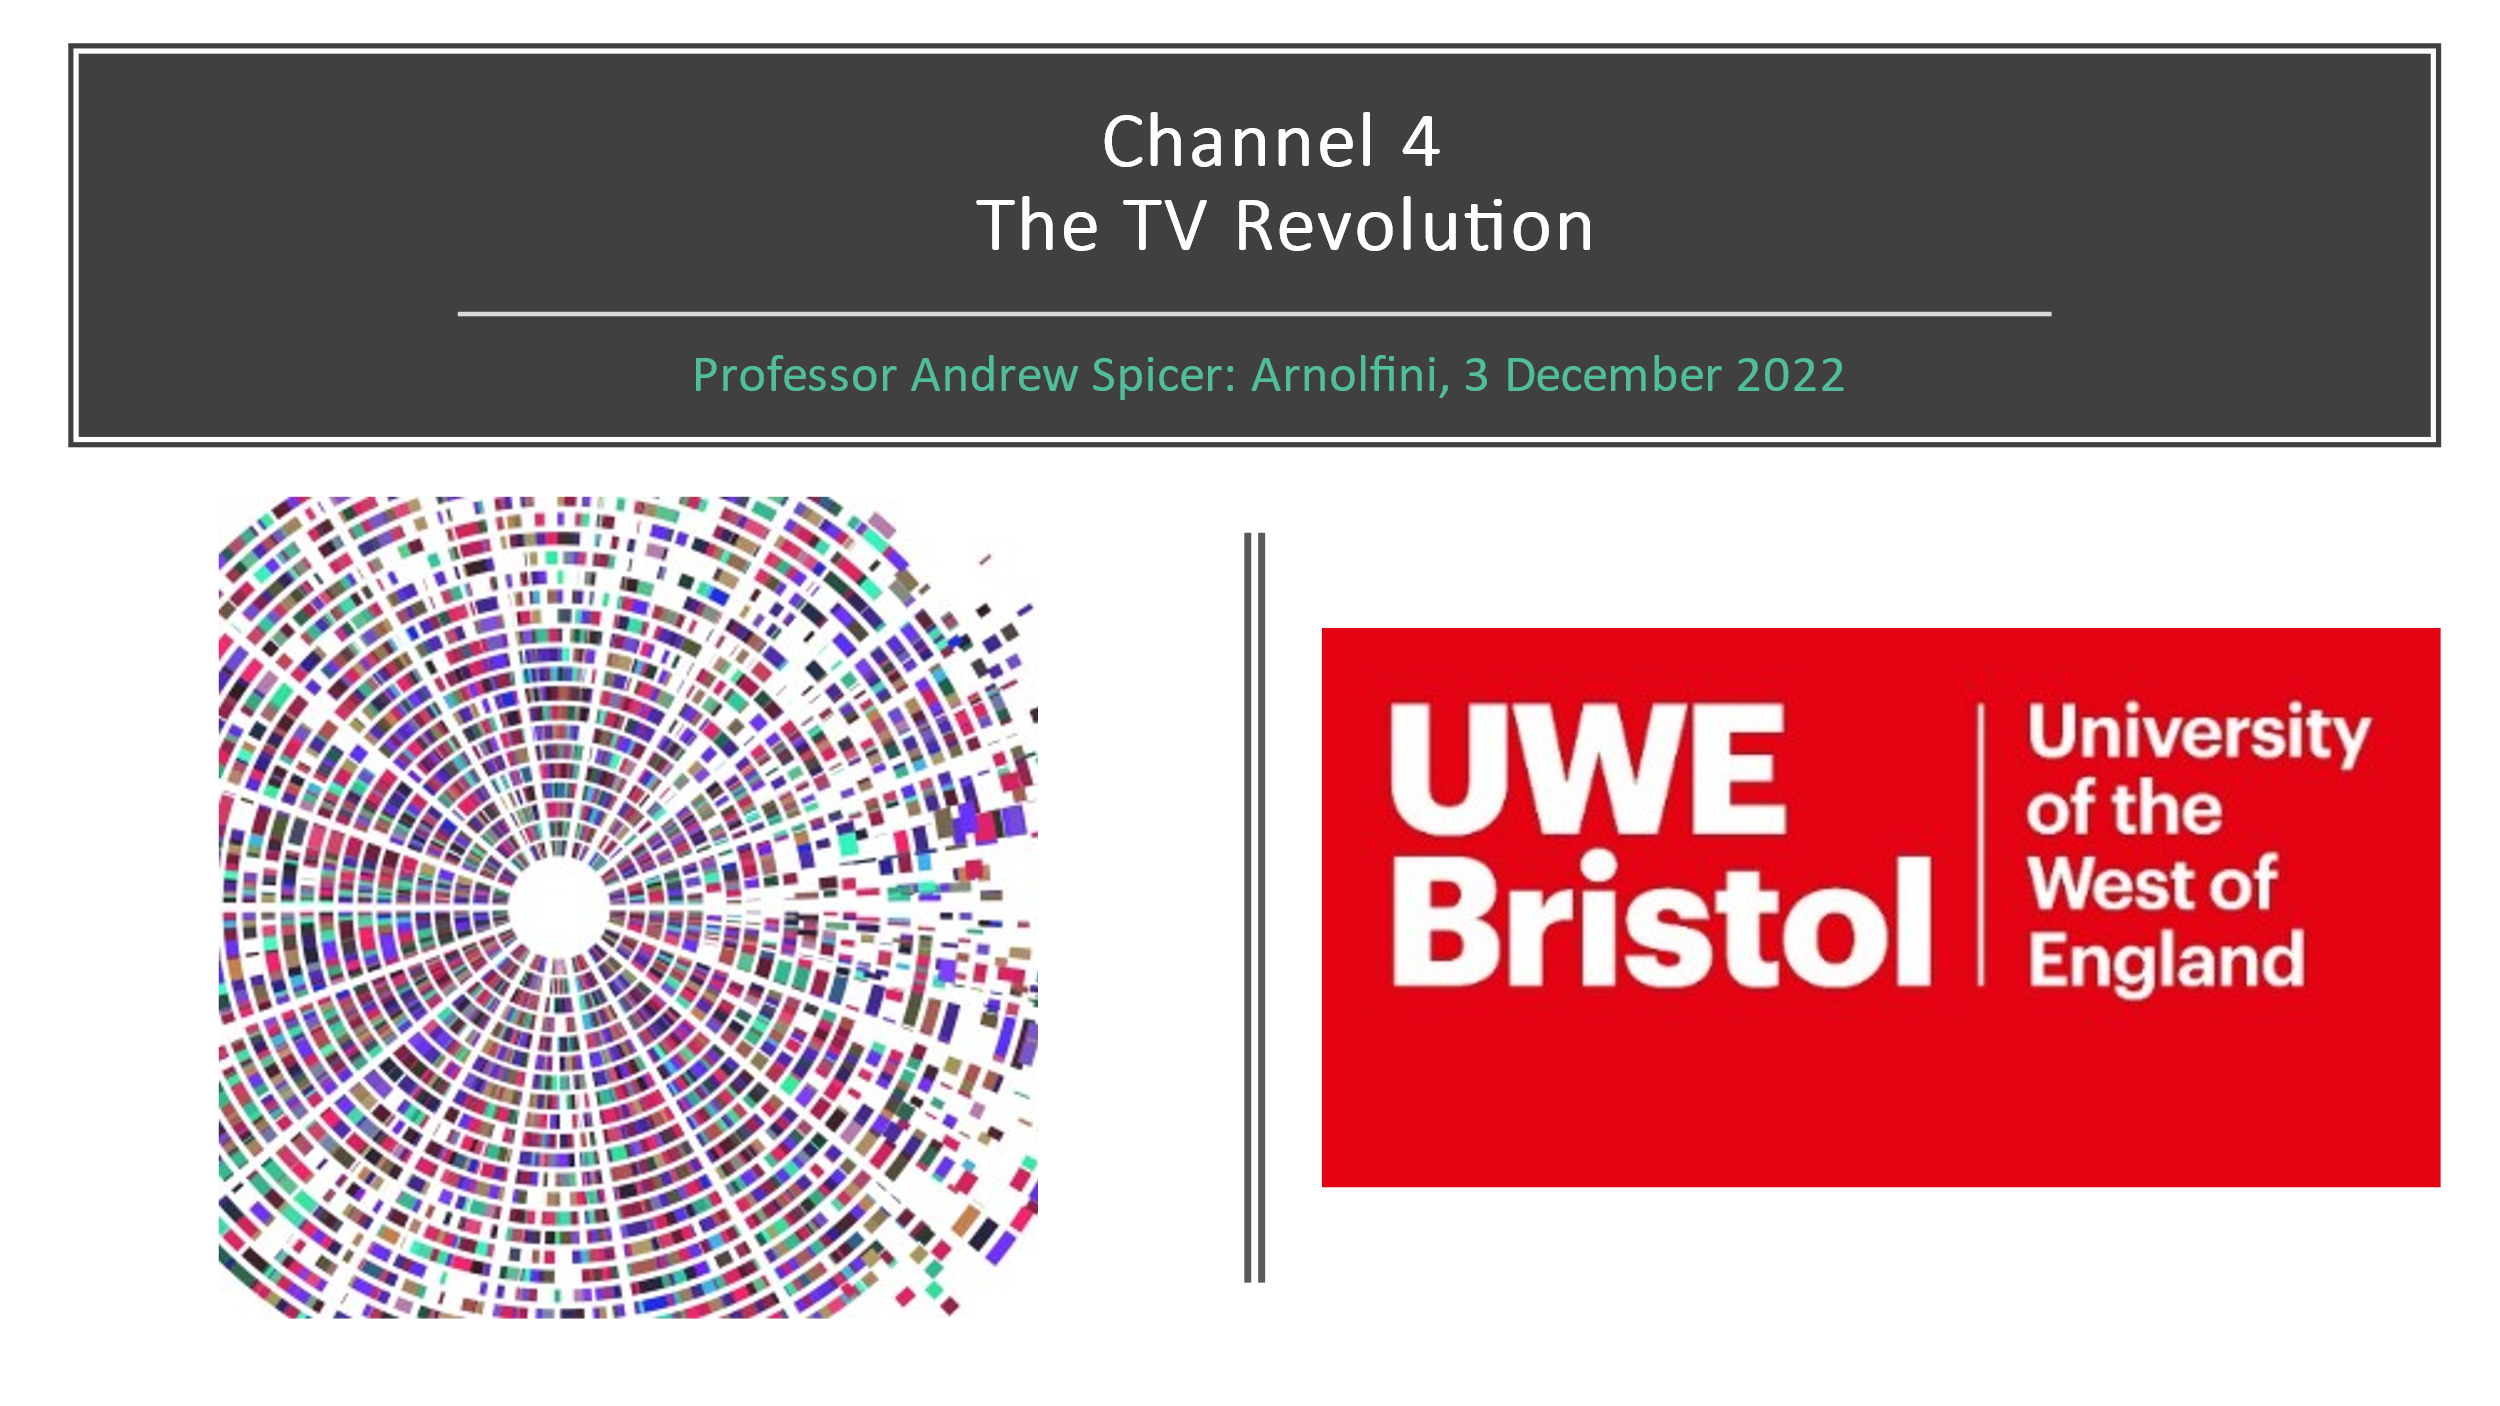 Channel 4
The TV Revolution
Professor Andrew Spicer: Arnolfini, 3 December 2022
UWE
Bristol
University
of the
West of
England